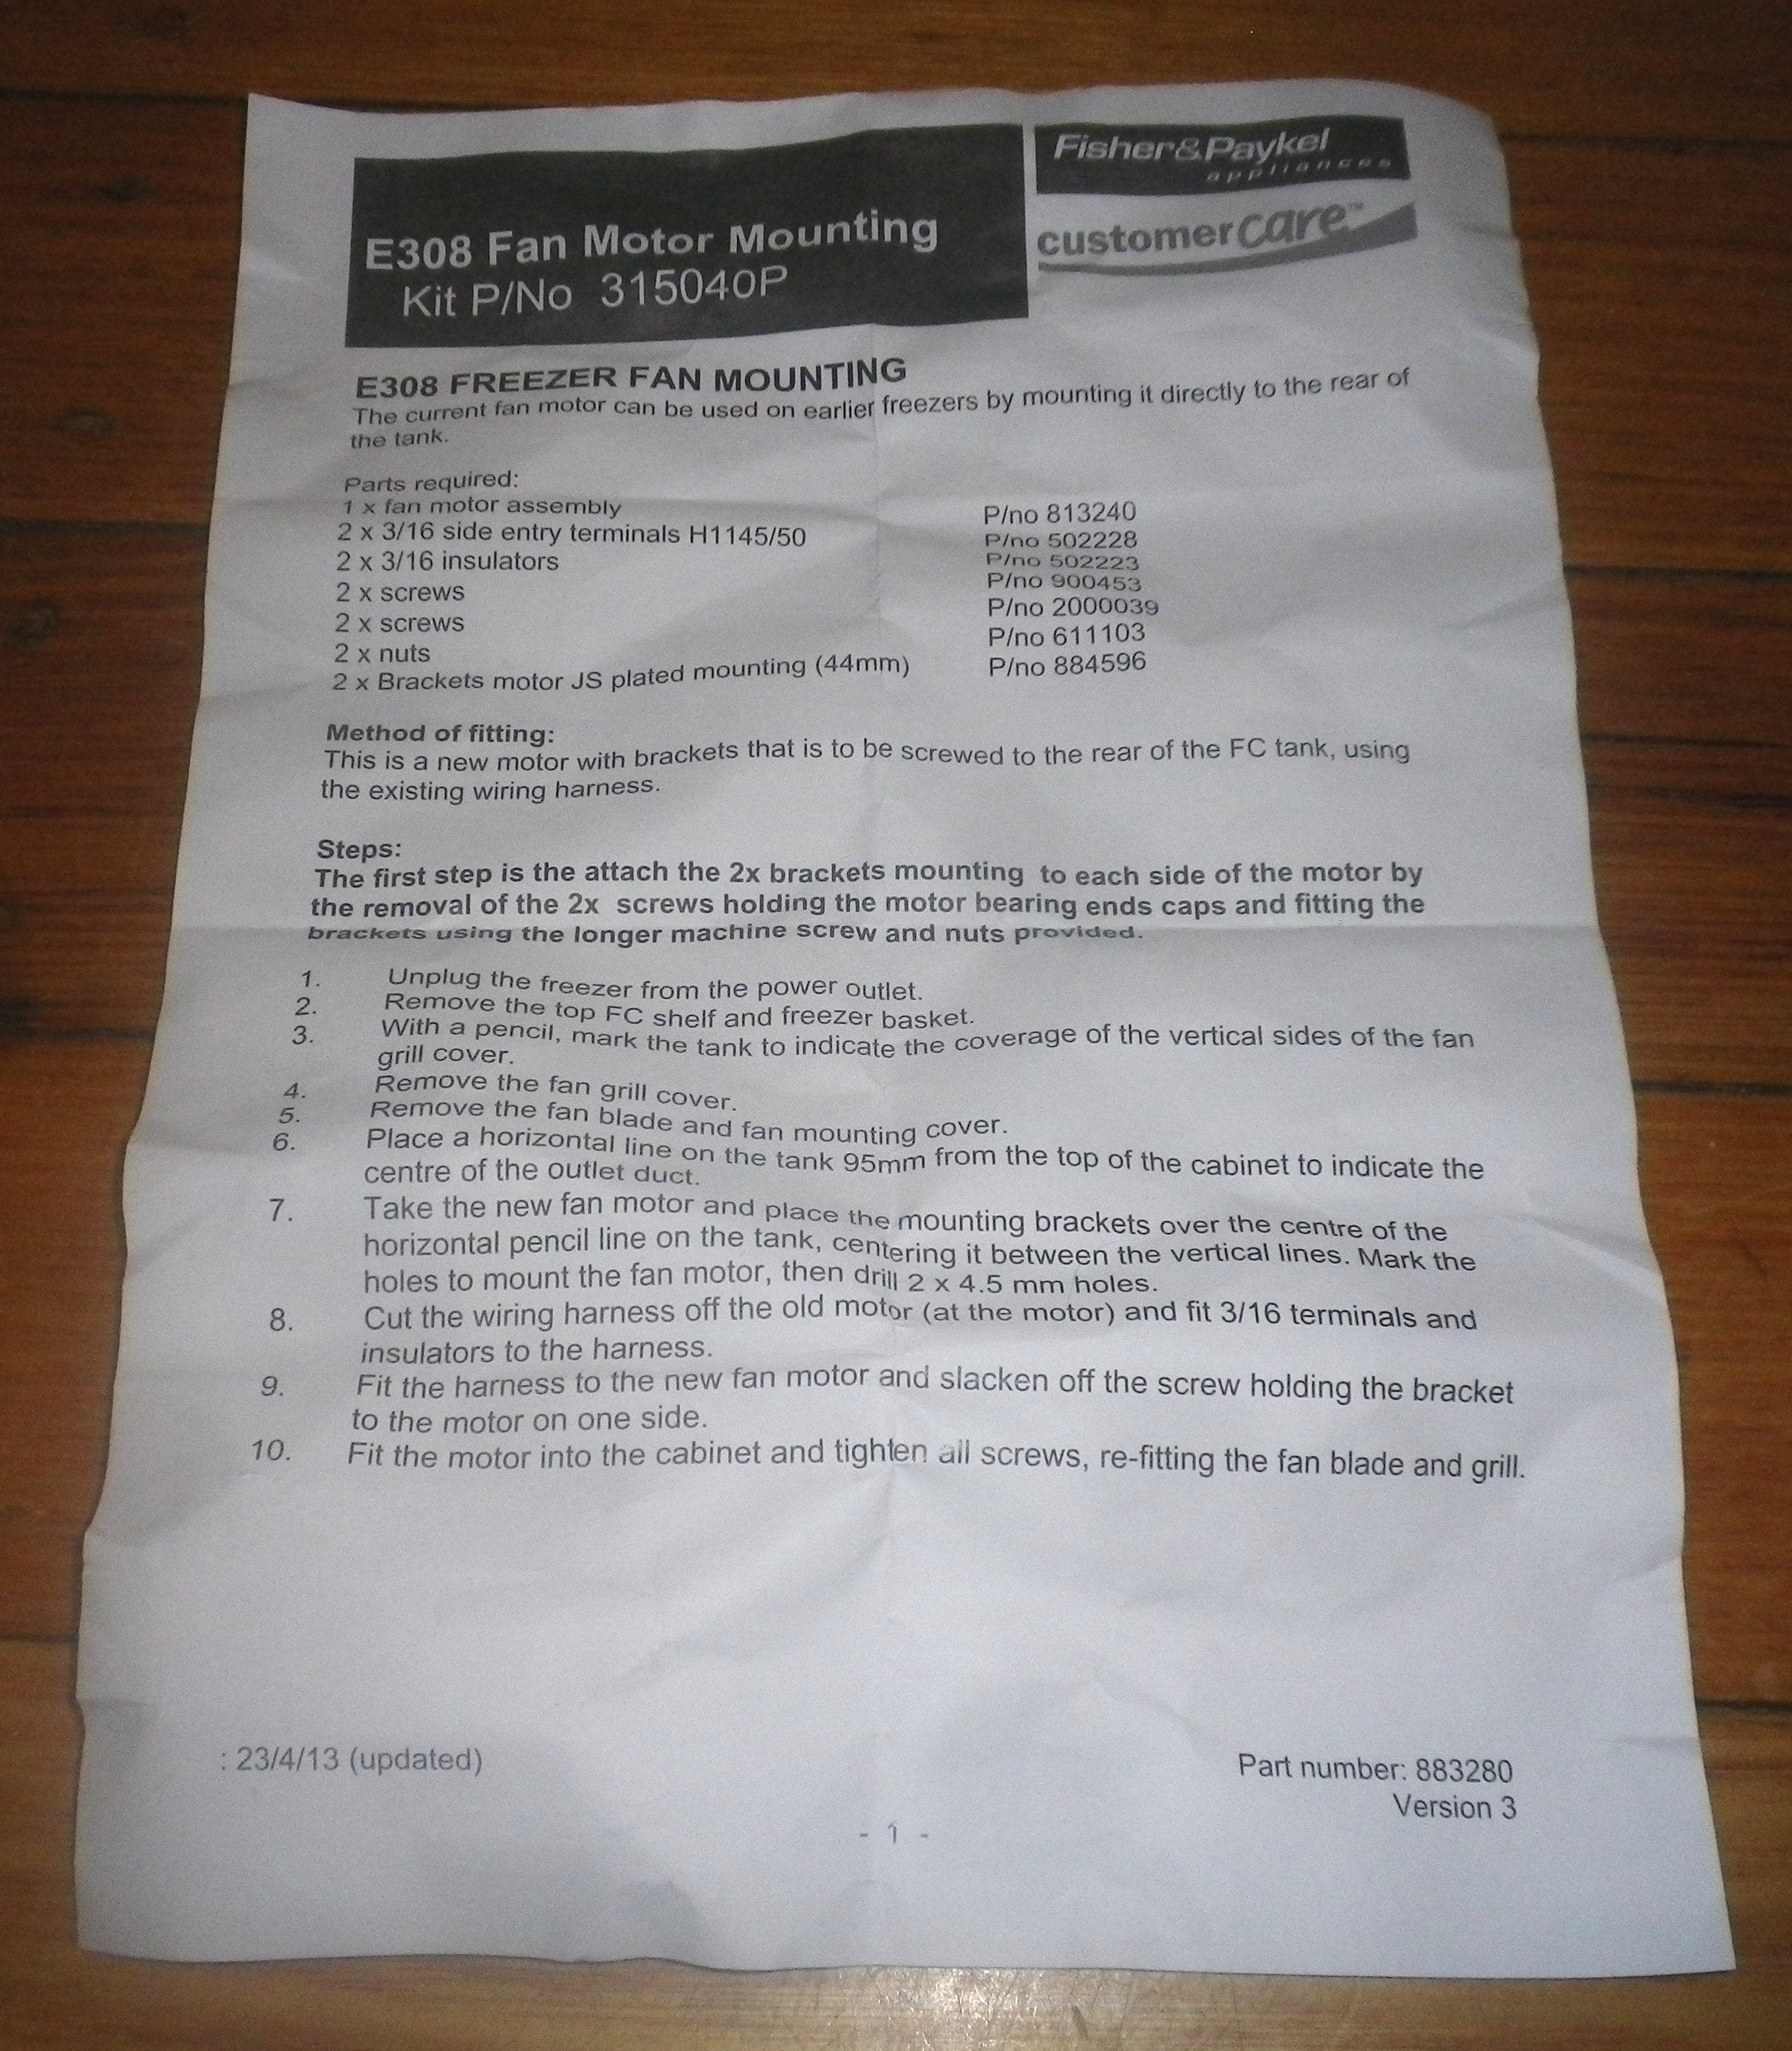 Fisher&Paykel
appliances
customercare™
E308 Fan Motor Mounting
Kit P/No 315040P
E308 FREEZER FAN MOUNTING
The current fan motor can be used on earlier freezers by mounting it directly to the rear of
the tank.
Parts required:
1 x fan motor assembly P/no 813240
2 x 3/16 side entry terminals H1145/50 P/no 502228
2 x 3/16 insulators P/no 502223
2 x screws P/no 900453
2 x screws P/no 2000039
2 x nuts P/no 611103
2 x Brackets motor JS plated mounting (44mm) P/no 884596
Method of fitting:
This is a new motor with brackets that is to be screwed to the rear of the FC tank, using
the existing wiring harness.
Steps:
The first step is the attach the 2x brackets mounting to each side of the motor by
the removal of the 2x screws holding the motor bearing ends caps and fitting the
brackets using the longer machine screw and nuts provided.
1. Unplug the freezer from the power outlet.
2. Remove the top FC shelf and freezer basket.
3. With a pencil, mark the tank to indicate the coverage of the vertical sides of the fan
grill cover.
4. Remove the fan grill cover.
5. Remove the fan blade and fan mounting cover.
6. Place a horizontal line on the tank 95mm from the top of the cabinet to indicate the
centre of the outlet duct.
7. Take the new fan motor and place the mounting brackets over the centre of the
horizontal pencil line on the tank, centering it between the vertical lines. Mark the
holes to mount the fan motor, then drill 2 x 4.5 mm holes.
8. Cut the wiring harness off the old motor (at the motor) and fit 3/16 terminals and
insulators to the harness.
9. Fit the harness to the new fan motor and slacken off the screw holding the bracket
to the motor on one side.
10. Fit the motor into the cabinet and tighten all screws, re-fitting the fan blade and grill.
: 23/4/13 (updated)
Part number: 883280
Version 3
- 1 -